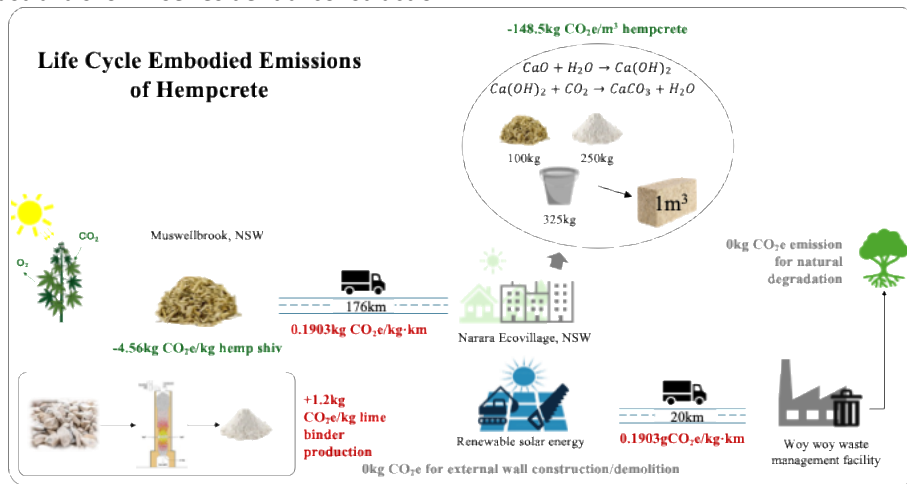 -148.5kg CO₂e/m³ hempcrete
Life Cycle Embodied Emissions
of Hempcrete
CaO + H₂O → Ca(OH)₂
Ca(OH)₂ + CO₂ → CaCO₃ + H₂O
100kg
250kg
325kg
1m³
CO₂
O₂
Muswellbrook, NSW
0kg CO₂e emission
for natural
degradation
176km
0.1903kg CO₂e/kg·km
Narara Ecovillage, NSW
-4.56kg CO₂e/kg hemp shiv
+1.2kg
CO₂e/kg lime
binder
production
20km
Renewable solar energy
0.1903gCO₂e/kg·km
Woy woy waste
management facility
0kg CO₂e for external wall construction/demolition